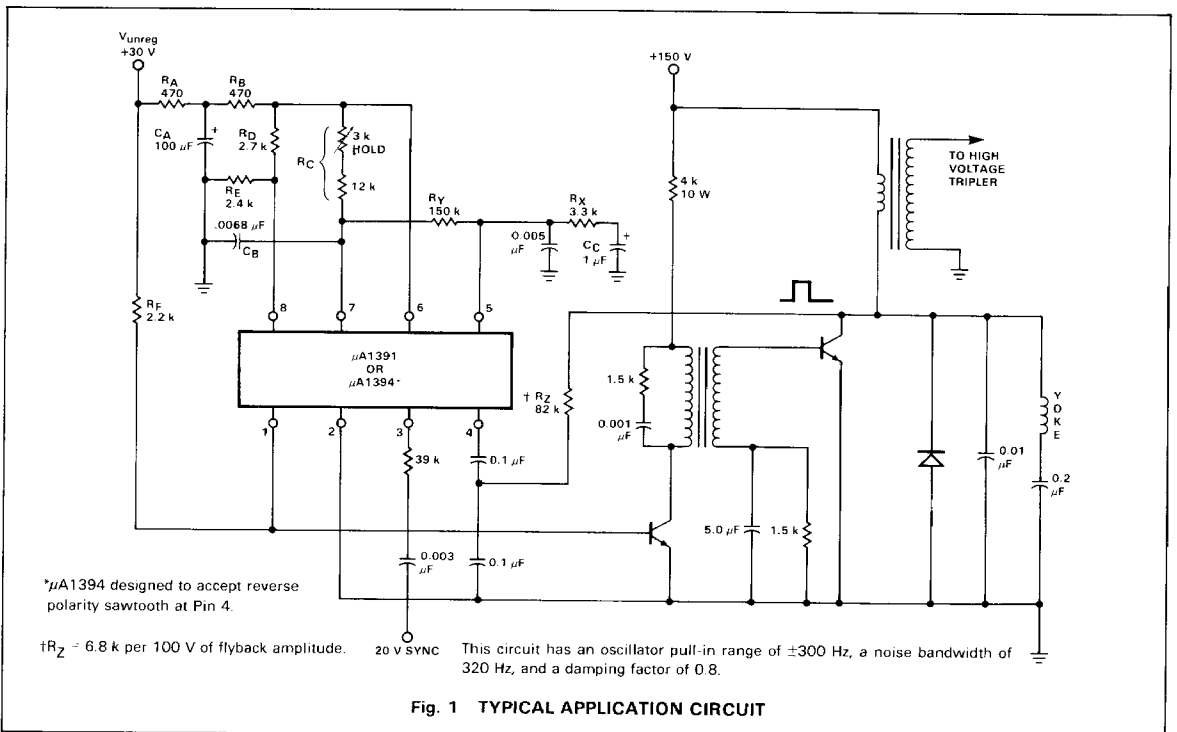 Vunreg
+30 V
+150 V
RA
470
RB
470
CA
100 μF
+
RD
2.7 k
RC
3 k
HOLD
12 k
RE
2.4 k
.0068 μF
CB
RY
150 k
RX
3.3 k
0.005
μF
CC
1 μF
+
4 k
10 W
TO HIGH
VOLTAGE
TRIPLER
RF
2.2 k
8
7
6
5
μA1391
OR
μA1394*
1
2
3
4
† RZ
82 k
1.5 k
0.001
μF
39 k
0.1 μF
0.003
μF
0.1 μF
5.0 μF
1.5 k
0.01
μF
YOKE
0.2
μF
20 V SYNC
*μA1394 designed to accept reverse
polarity sawtooth at Pin 4.
†RZ = 6.8 k per 100 V of flyback amplitude.
This circuit has an oscillator pull-in range of ±300 Hz, a noise bandwidth of
320 Hz, and a damping factor of 0.8.
Fig. 1 TYPICAL APPLICATION CIRCUIT